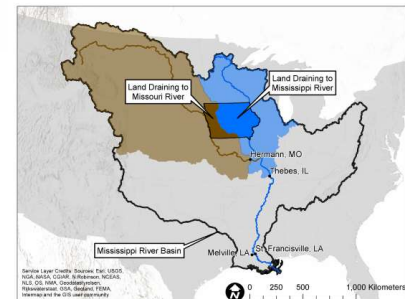 Land Draining to
Missouri River
Land Draining to
Mississippi River
Hermann, MO
Thebes, IL
Mississippi River Basin
Melville, LA
St. Francisville, LA
Service Layer Credits: Sources: Esri, USGS,
NGA, NASA, CGIAR, N Robinson, NCEAS,
NLS, OS, NMA, Geodatastyrelsen,
Rijkswaterstaat, GSA, Geoland, FEMA,
Intermap and the GIS user community
N
0 250 500 1,000 Kilometers